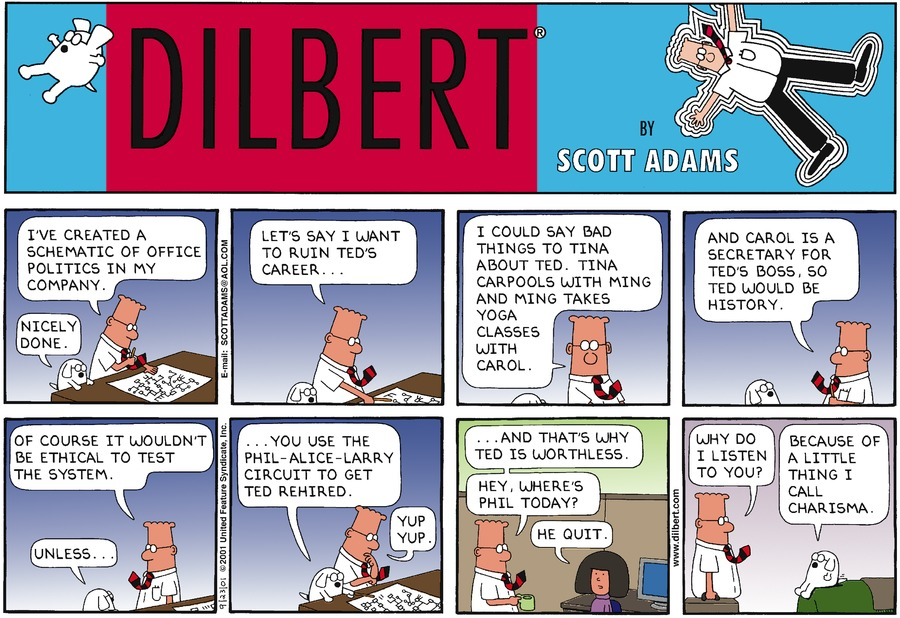 DILBERT®
BY
SCOTT ADAMS
I'VE CREATED A
SCHEMATIC OF OFFICE
POLITICS IN MY
COMPANY.
NICELY
DONE.
E-mail: SCOTTADAMS@AOL.COM
LET'S SAY I WANT
TO RUIN TED'S
CAREER...
I COULD SAY BAD
THINGS TO TINA
ABOUT TED. TINA
CARPOOLS WITH MING
AND MING TAKES
YOGA
CLASSES
WITH
CAROL.
AND CAROL IS A
SECRETARY FOR
TED'S BOSS, SO
TED WOULD BE
HISTORY.
OF COURSE IT WOULDN'T
BE ETHICAL TO TEST
THE SYSTEM.
UNLESS...
9/23/01 © 2001 United Feature Syndicate, Inc.
...YOU USE THE
PHIL-ALICE-LARRY
CIRCUIT TO GET
TED REHIRED.
YUP
YUP.
...AND THAT'S WHY
TED IS WORTHLESS.
HEY, WHERE'S
PHIL TODAY?
HE QUIT.
www.dilbert.com
WHY DO
I LISTEN
TO YOU?
BECAUSE OF
A LITTLE
THING I
CALL
CHARISMA.